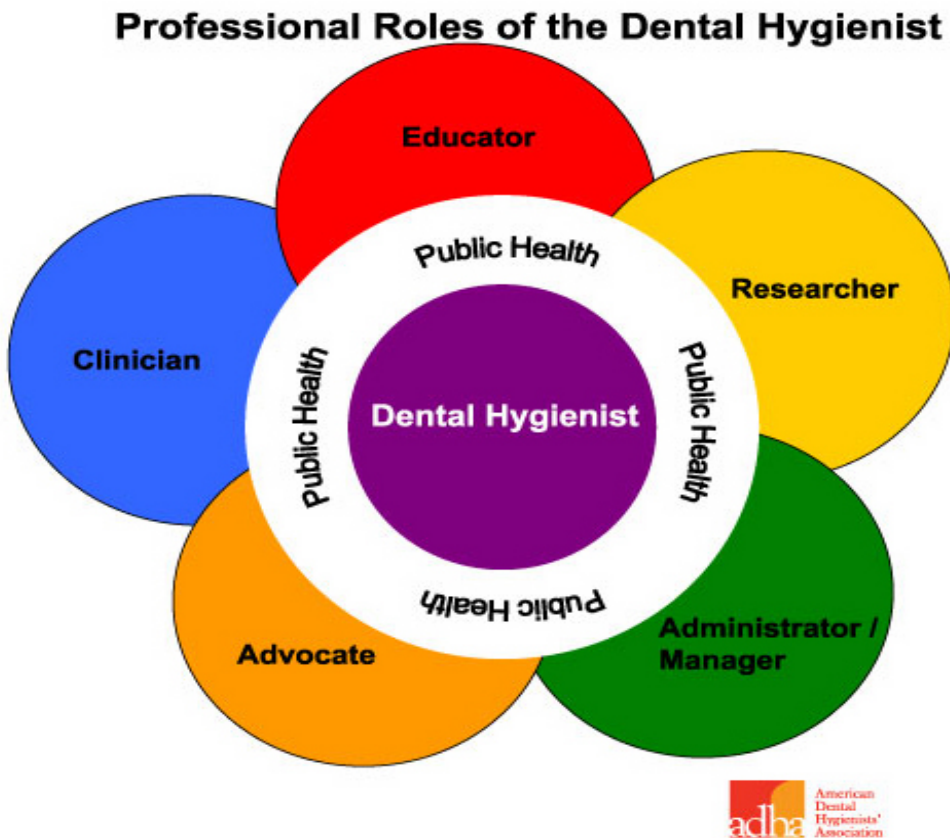 Professional Roles of the Dental Hygienist
Educator
Researcher
Clinician
Public Health
Public Health
Public Health
Public Health
Dental Hygienist
Advocate
Administrator /
Manager
adha
American
Dental
Hygienists'
Association